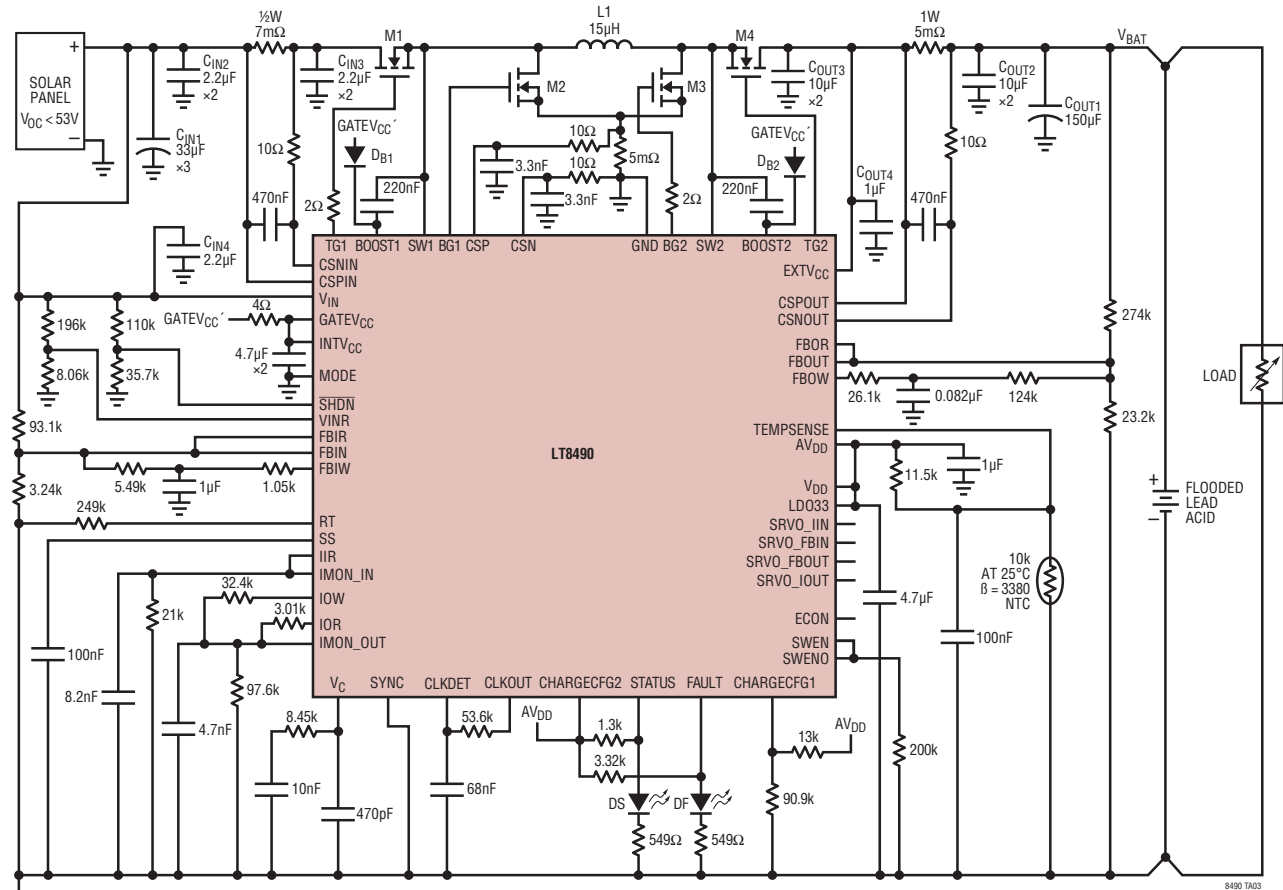 ½W
7mΩ
M1
L1
15µH
M4
1W
5mΩ
VBAT
+
SOLAR
PANEL
VOC < 53V
−
CIN2
2.2µF
×2
CIN3
2.2µF
×2
M2
M3
COUT3
10µF
×2
COUT2
10µF
×2
COUT1
150µF
CIN1
33µF
×3
10Ω
GATEVCC´
DB1
10Ω
10Ω
5mΩ
GATEVCC´
DB2
10Ω
3.3nF
3.3nF
470nF
2Ω
220nF
2Ω
220nF
COUT4
1µF
470nF
CIN4
2.2µF
TG1
BOOST1
SW1
BG1
CSP
CSN
GND
BG2
SW2
BOOST2
TG2
CSNIN
CSPIN
VIN
GATEVCC
INTVCC
MODE
SHDN
VINR
FBIR
FBIN
FBIW
RT
SS
IIR
IMON_IN
IOW
IOR
IMON_OUT
EXTVCC
CSPOUT
CSNOUT
FBOR
FBOUT
FBOW
TEMPSENSE
AVDD
VDD
LDO33
SRVO_IIN
SRVO_FBIN
SRVO_FBOUT
SRVO_IOUT
ECON
SWEN
SWENO
LT8490
GATEVCC´
4Ω
4.7µF
×2
196k
110k
8.06k
35.7k
93.1k
3.24k
5.49k
1µF
1.05k
249k
32.4k
21k
3.01k
100nF
8.2nF
4.7nF
97.6k
274k
26.1k
0.082µF
124k
23.2k
LOAD
11.5k
1µF
+
−
FLOODED
LEAD
ACID
10k
AT 25°C
ß = 3380
NTC
4.7µF
100nF
200k
VC
SYNC
CLKDET
CLKOUT
CHARGECFG2
STATUS
FAULT
CHARGECFG1
8.45k
53.6k
AVDD
1.3k
3.32k
13k
AVDD
10nF
470pF
68nF
DS
DF
90.9k
549Ω
549Ω
8490 TA03